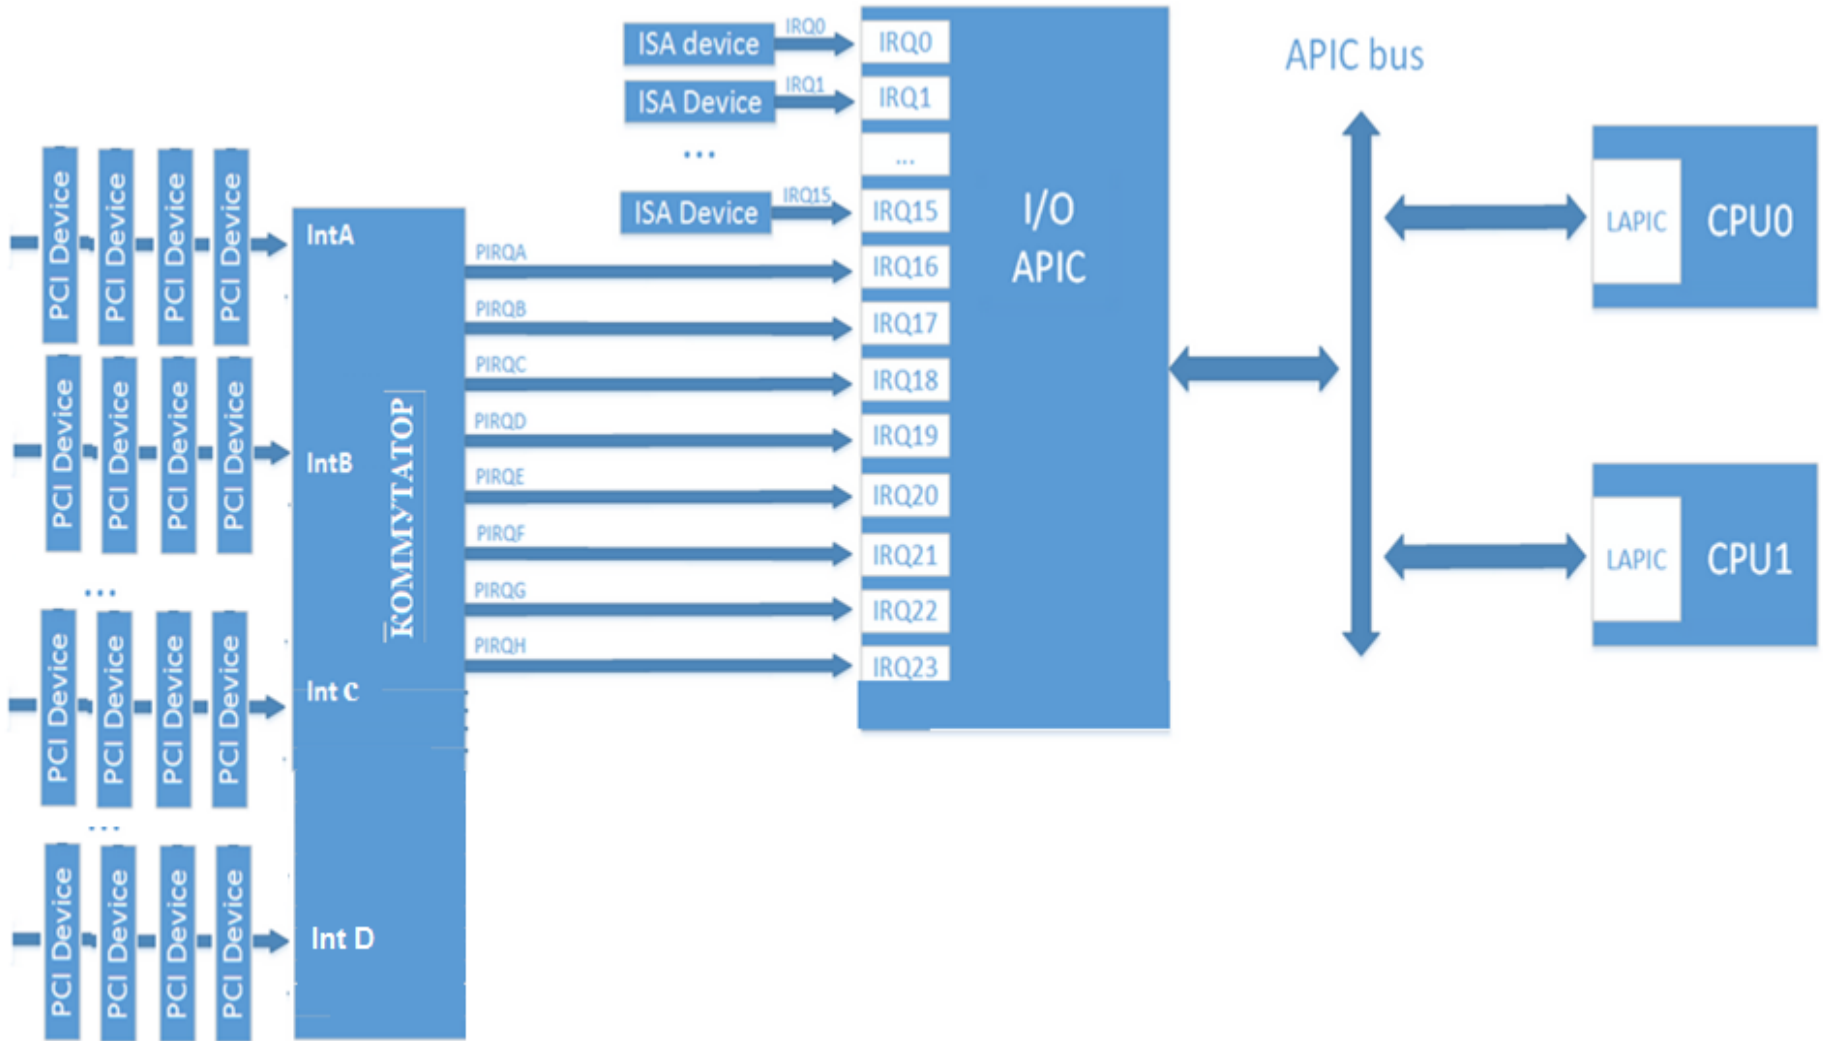 ISA device
IRQ0
IRQ0
ISA Device
IRQ1
IRQ1
...
...
ISA Device
IRQ15
IRQ15
I/O
APIC
APIC bus
LAPIC
CPU0
LAPIC
CPU1
PCI Device
PCI Device
PCI Device
PCI Device
IntA
PCI Device
PCI Device
PCI Device
PCI Device
IntB
...
PCI Device
PCI Device
PCI Device
PCI Device
Int C
...
PCI Device
PCI Device
PCI Device
PCI Device
Int D
КОММУТАТОР
PIRQA
IRQ16
PIRQB
IRQ17
PIRQC
IRQ18
PIRQD
IRQ19
PIRQE
IRQ20
PIRQF
IRQ21
PIRQG
IRQ22
PIRQH
IRQ23